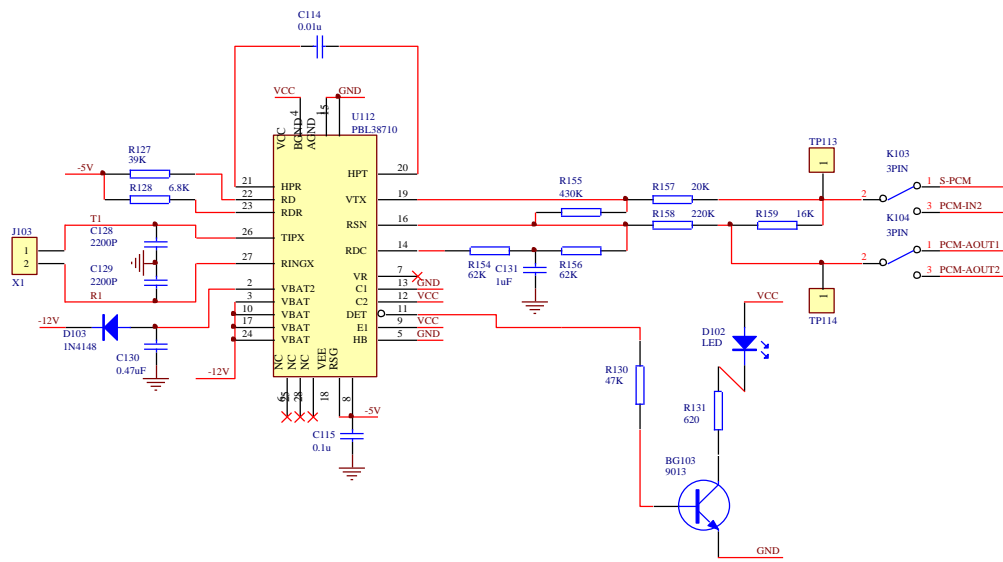 C114
0.01u
VCC
GND
4
15
U112
PBL38710
VCC
BGND
AGND
R127
39K
-5V
R128
6.8K
21
22
23
HPR
RD
RDR
HPT
20
VTX
19
RSN
16
RDC
14
VR
7
C1
13
GND
C2
12
VCC
DET
11
E1
9
VCC
HB
5
GND
T1
C128
2200P
J103
1
2
X1
C129
2200P
R1
26
TIPX
27
RINGX
2
VBAT2
3
VBAT
10
VBAT
17
VBAT
24
VBAT
-12V
D103
1N4148
C130
0.47uF
-12V
NC
NC
NC
VEE
RSG
6
25
28
18
8
-5V
C115
0.1u
R155
430K
R157
20K
R158
220K
R159
16K
R154
62K
C131
1uF
R156
62K
TP113
1
TP114
1
K103
3PIN
2
1
S-PCM
3
PCM-IN2
K104
3PIN
2
1
PCM-AOUT1
3
PCM-AOUT2
VCC
D102
LED
R130
47K
R131
620
BG103
9013
GND